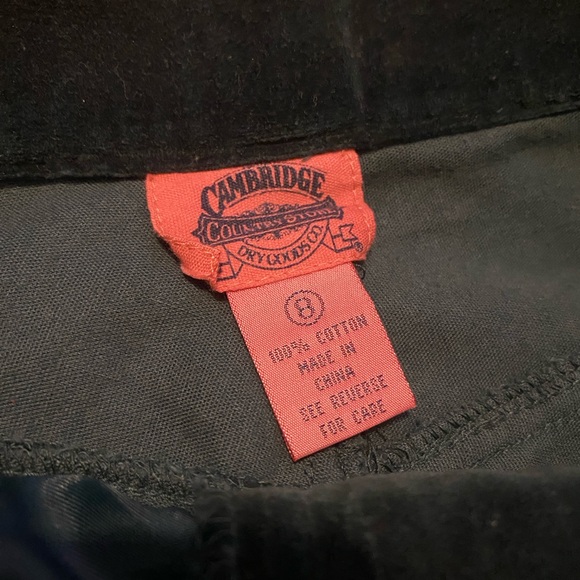 CAMBRIDGE
COUNTRY STORE
DRY GOODS CO.
®
8
100% COTTON
MADE IN
CHINA
SEE REVERSE
FOR CARE